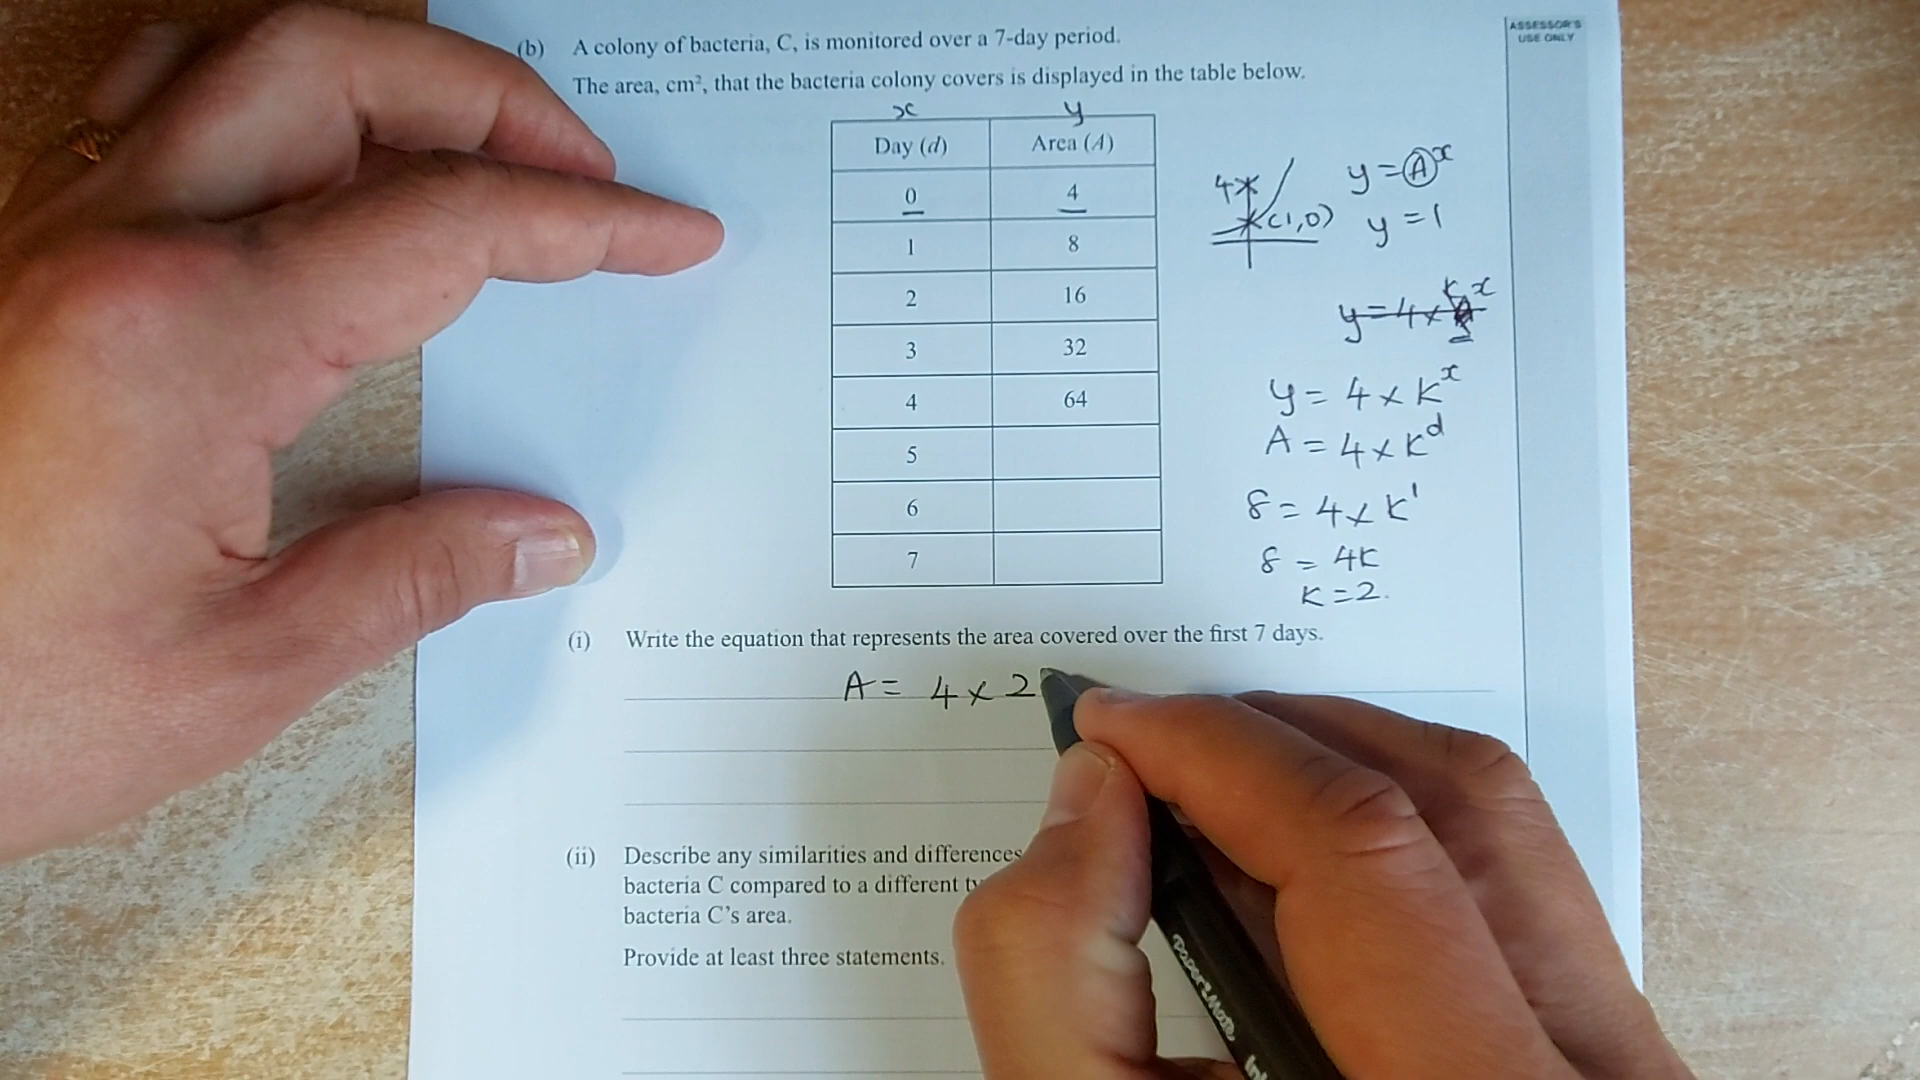 ASSESSOR'S
USE ONLY
(b) A colony of bacteria, C, is monitored over a 7-day period.
The area, cm², that the bacteria colony covers is displayed in the table below.
x y
Day (d) Area (A)
0 4
1 8
2 16
3 32
4 64
5
6
7
4
(1,0)
y = A^x
y = 1
y = 4 × k^x
y = 4 × k^x
A = 4 × k^d
8 = 4 × k^1
8 = 4k
k = 2.
(i) Write the equation that represents the area covered over the first 7 days.
A = 4 × 2
(ii) Describe any similarities and differences
bacteria C compared to a different
bacteria C's area.
Provide at least three statements.
PAPER:MATE
Ink